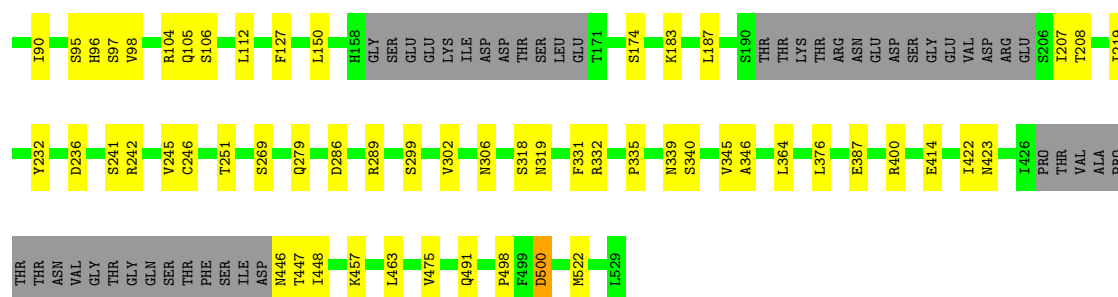 I90 S95 H96 S97 V98 R104 Q105 S106 L112 F127 L150 H158 GLY SER GLU GLU LYS ILE ASP ASP THR SER LEU GLU T171 S174 K183 L187 S190 THR THR LYS THR ARG ASN GLU ASP SER GLY GLU VAL ASP ARG GLU S206 I207 T208
Y232 D236 S241 R242 V245 C246 T251 S269 Q279 D286 R289 S299 V302 N306 S318 N319 F331 R332 P335 N339 S340 V345 A346 L364 L376 E387 R400 E414 I422 N423 I426 PRO THR VAL ALA PRO
THR THR ASN VAL GLY THR GLY GLN SER THR PHE SER ILE ASP N446 T447 I448 K457 L463 V475 Q491 P498 F499 D500 M522 L529